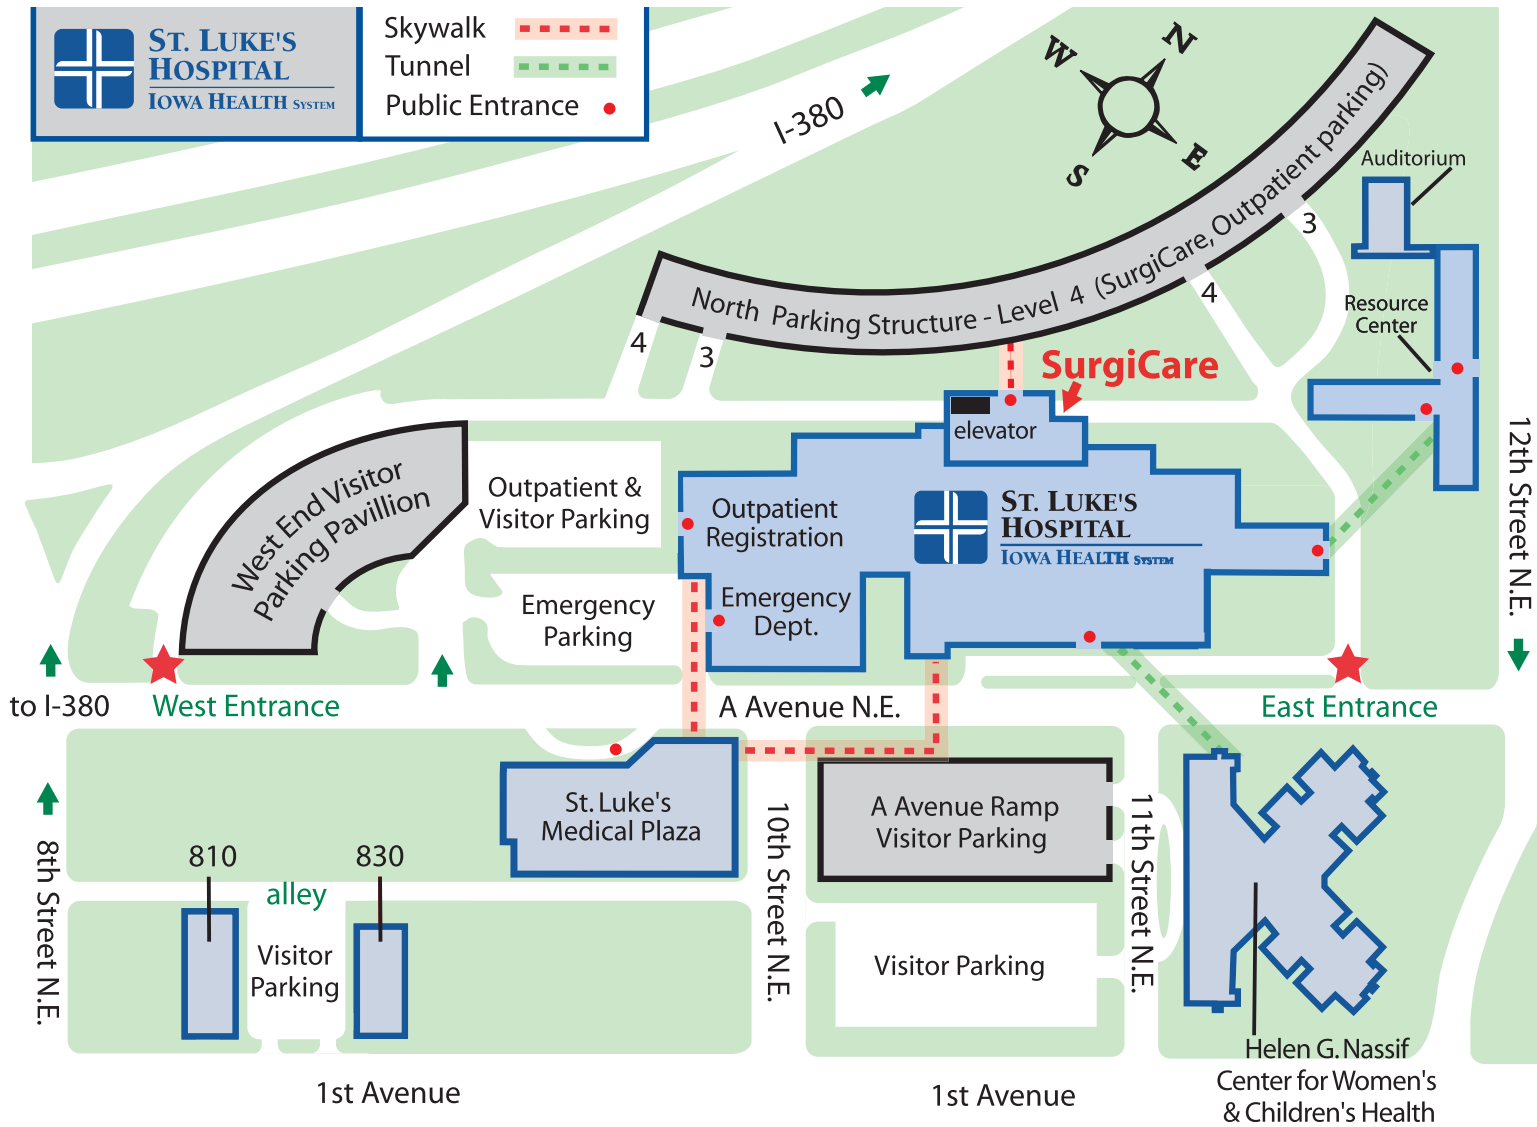 ST. LUKE'S
HOSPITAL
IOWA HEALTH SYSTEM
Skywalk
Tunnel
Public Entrance
I-380
W
N
S
E
Auditorium
3
North Parking Structure - Level 4 (SurgiCare, Outpatient parking)
4
Resource
Center
4
3
SurgiCare
elevator
12th Street N.E.
West End Visitor
Parking Pavillion
Outpatient &
Visitor Parking
Outpatient
Registration
ST. LUKE'S
HOSPITAL
IOWA HEALTH SYSTEM
Emergency
Parking
Emergency
Dept.
to I-380
West Entrance
A Avenue N.E.
East Entrance
St. Luke's
Medical Plaza
A Avenue Ramp
Visitor Parking
8th Street N.E.
10th Street N.E.
11th Street N.E.
810
830
alley
Visitor
Parking
Visitor Parking
Helen G. Nassif
Center for Women's
& Children's Health
1st Avenue
1st Avenue